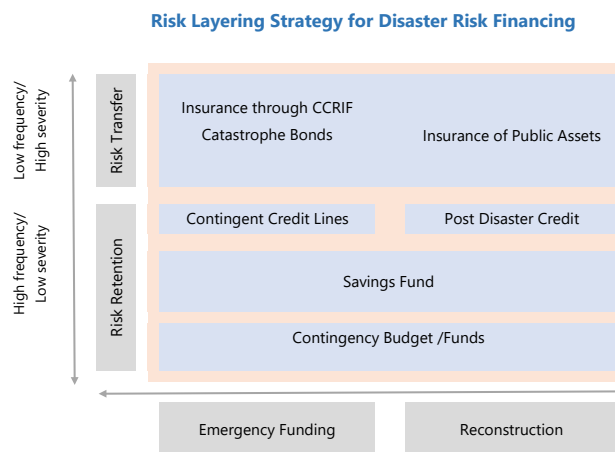 Risk Layering Strategy for Disaster Risk Financing
Low frequency/
High severity
Risk Transfer
Insurance through CCRIF
Catastrophe Bonds
Insurance of Public Assets
High frequency/
Low severity
Risk Retention
Contingent Credit Lines
Post Disaster Credit
Savings Fund
Contingency Budget /Funds
Emergency Funding
Reconstruction